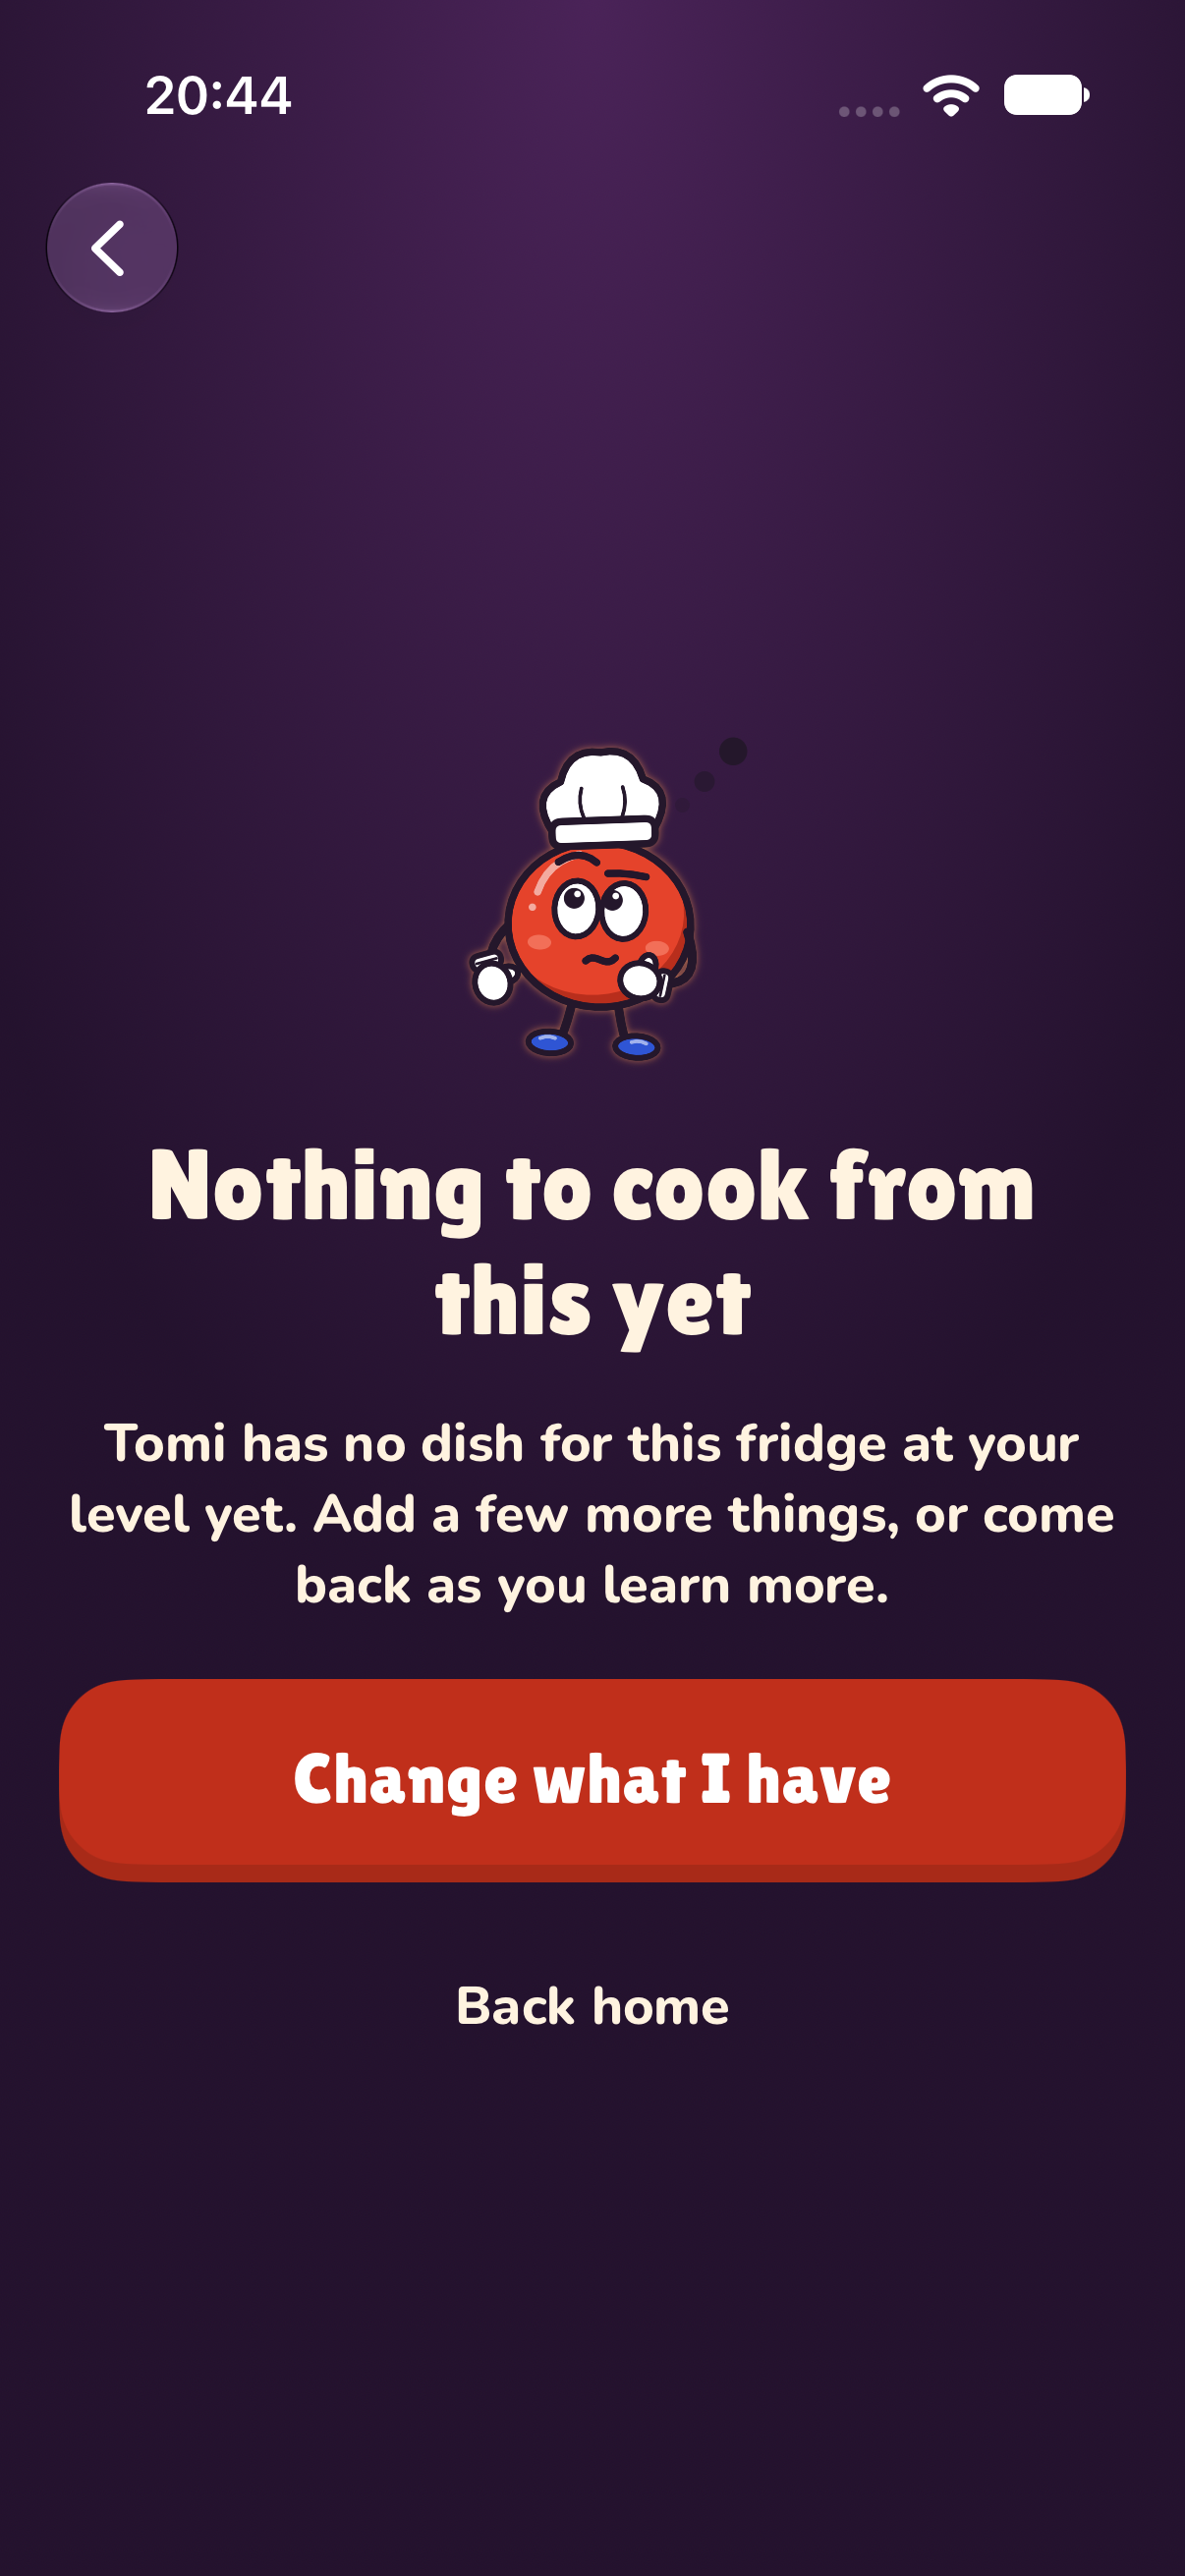 20:44
Nothing to cook from
this yet
Tomi has no dish for this fridge at your
level yet. Add a few more things, or come
back as you learn more.
Change what I have
Back home